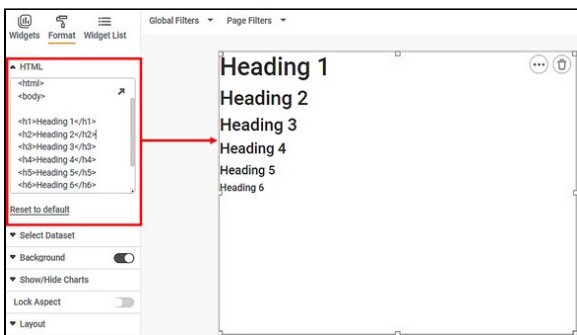 Widgets Format Widget List
Global Filters Page Filters
HTML
<html>
<body>
<h1>Heading 1</h1>
<h2>Heading 2</h2>
<h3>Heading 3</h3>
<h4>Heading 4</h4>
<h5>Heading 5</h5>
<h6>Heading 6</h6>
Reset to default
Select Dataset
Background
Show/Hide Charts
Lock Aspect
Layout
Heading 1
Heading 2
Heading 3
Heading 4
Heading 5
Heading 6